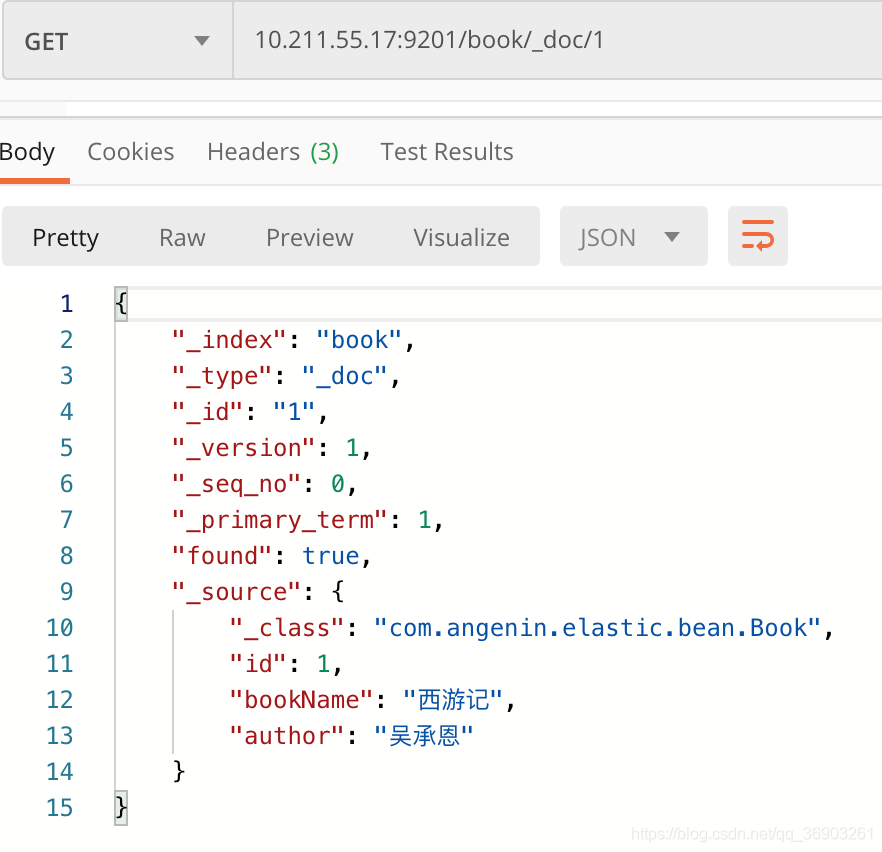 GET 10.211.55.17:9201/book/_doc/1
Body Cookies Headers (3) Test Results
Pretty Raw Preview Visualize JSON
1 {
2 "_index": "book",
3 "_type": "_doc",
4 "_id": "1",
5 "_version": 1,
6 "_seq_no": 0,
7 "_primary_term": 1,
8 "found": true,
9 "_source": {
10 "_class": "com.angenin.elastic.bean.Book",
11 "id": 1,
12 "bookName": "西游记",
13 "author": "吴承恩"
14 }
15 }
https://blog.csdn.net/qq_36903261